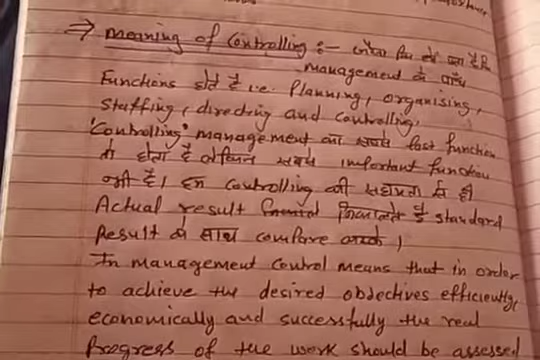 ⇒ Meaning of Controlling :- जैसा कि हमें पता है कि
management के पाँच
Functions होते हैं i.e. Planning, organising,
Staffing, directing and controlling.
"Controlling" management का सबसे last function
तो होता है लेकिन सबसे important function
भी है। हम controlling की सहायता से ही
Actual result निकालते हैं standard
Result के साथ compare करके।
In management control means that in order
to achieve the desired objectives efficiently,
economically and successfully the real
Progress of the work should be assessed